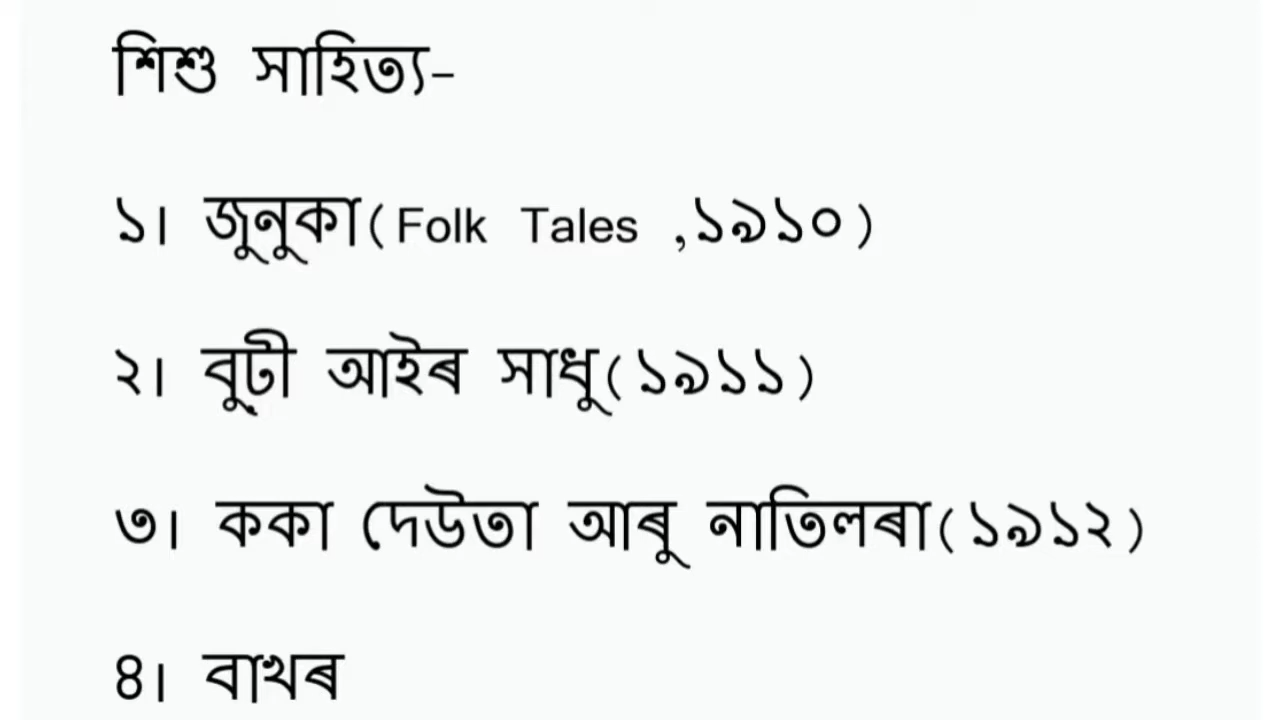 শিশু সাহিত্য-
১। জুনুকা(Folk Tales ,১৯১০)
২। বুঢ়ী আইৰ সাধু(১৯১১)
৩। ককা দেউতা আৰু নাতিলৰা(১৯১২)
৪। বাখৰ